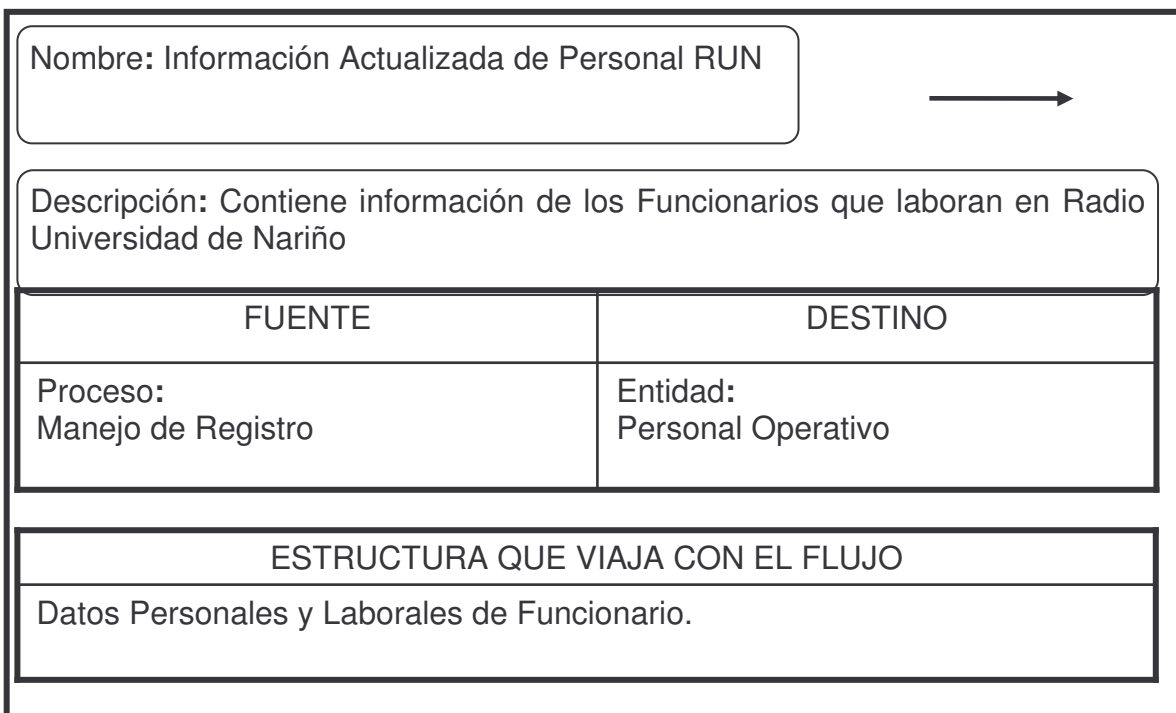 Nombre: Información Actualizada de Personal RUN
Descripción: Contiene información de los Funcionarios que laboran en Radio
Universidad de Nariño
FUENTE
DESTINO
Proceso:
Manejo de Registro
Entidad:
Personal Operativo
ESTRUCTURA QUE VIAJA CON EL FLUJO
Datos Personales y Laborales de Funcionario.